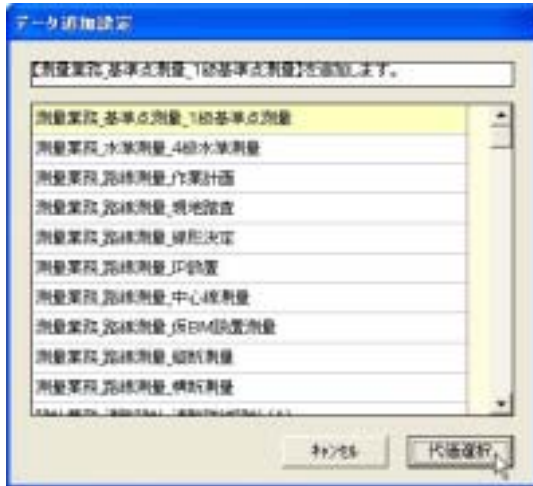 データ追加設定
【測量業務_基準点測量_1級基準点測量】を追加します。
測量業務_基準点測量_1級基準点測量
測量業務_水準測量_4級水準測量
測量業務_路線測量_作業計画
測量業務_路線測量_現地踏査
測量業務_路線測量_線形決定
測量業務_路線測量_IP設置
測量業務_路線測量_中心線測量
測量業務_路線測量_仮BM設置測量
測量業務_路線測量_縦断測量
測量業務_路線測量_横断測量
ｷｬﾝｾﾙ
代価選択